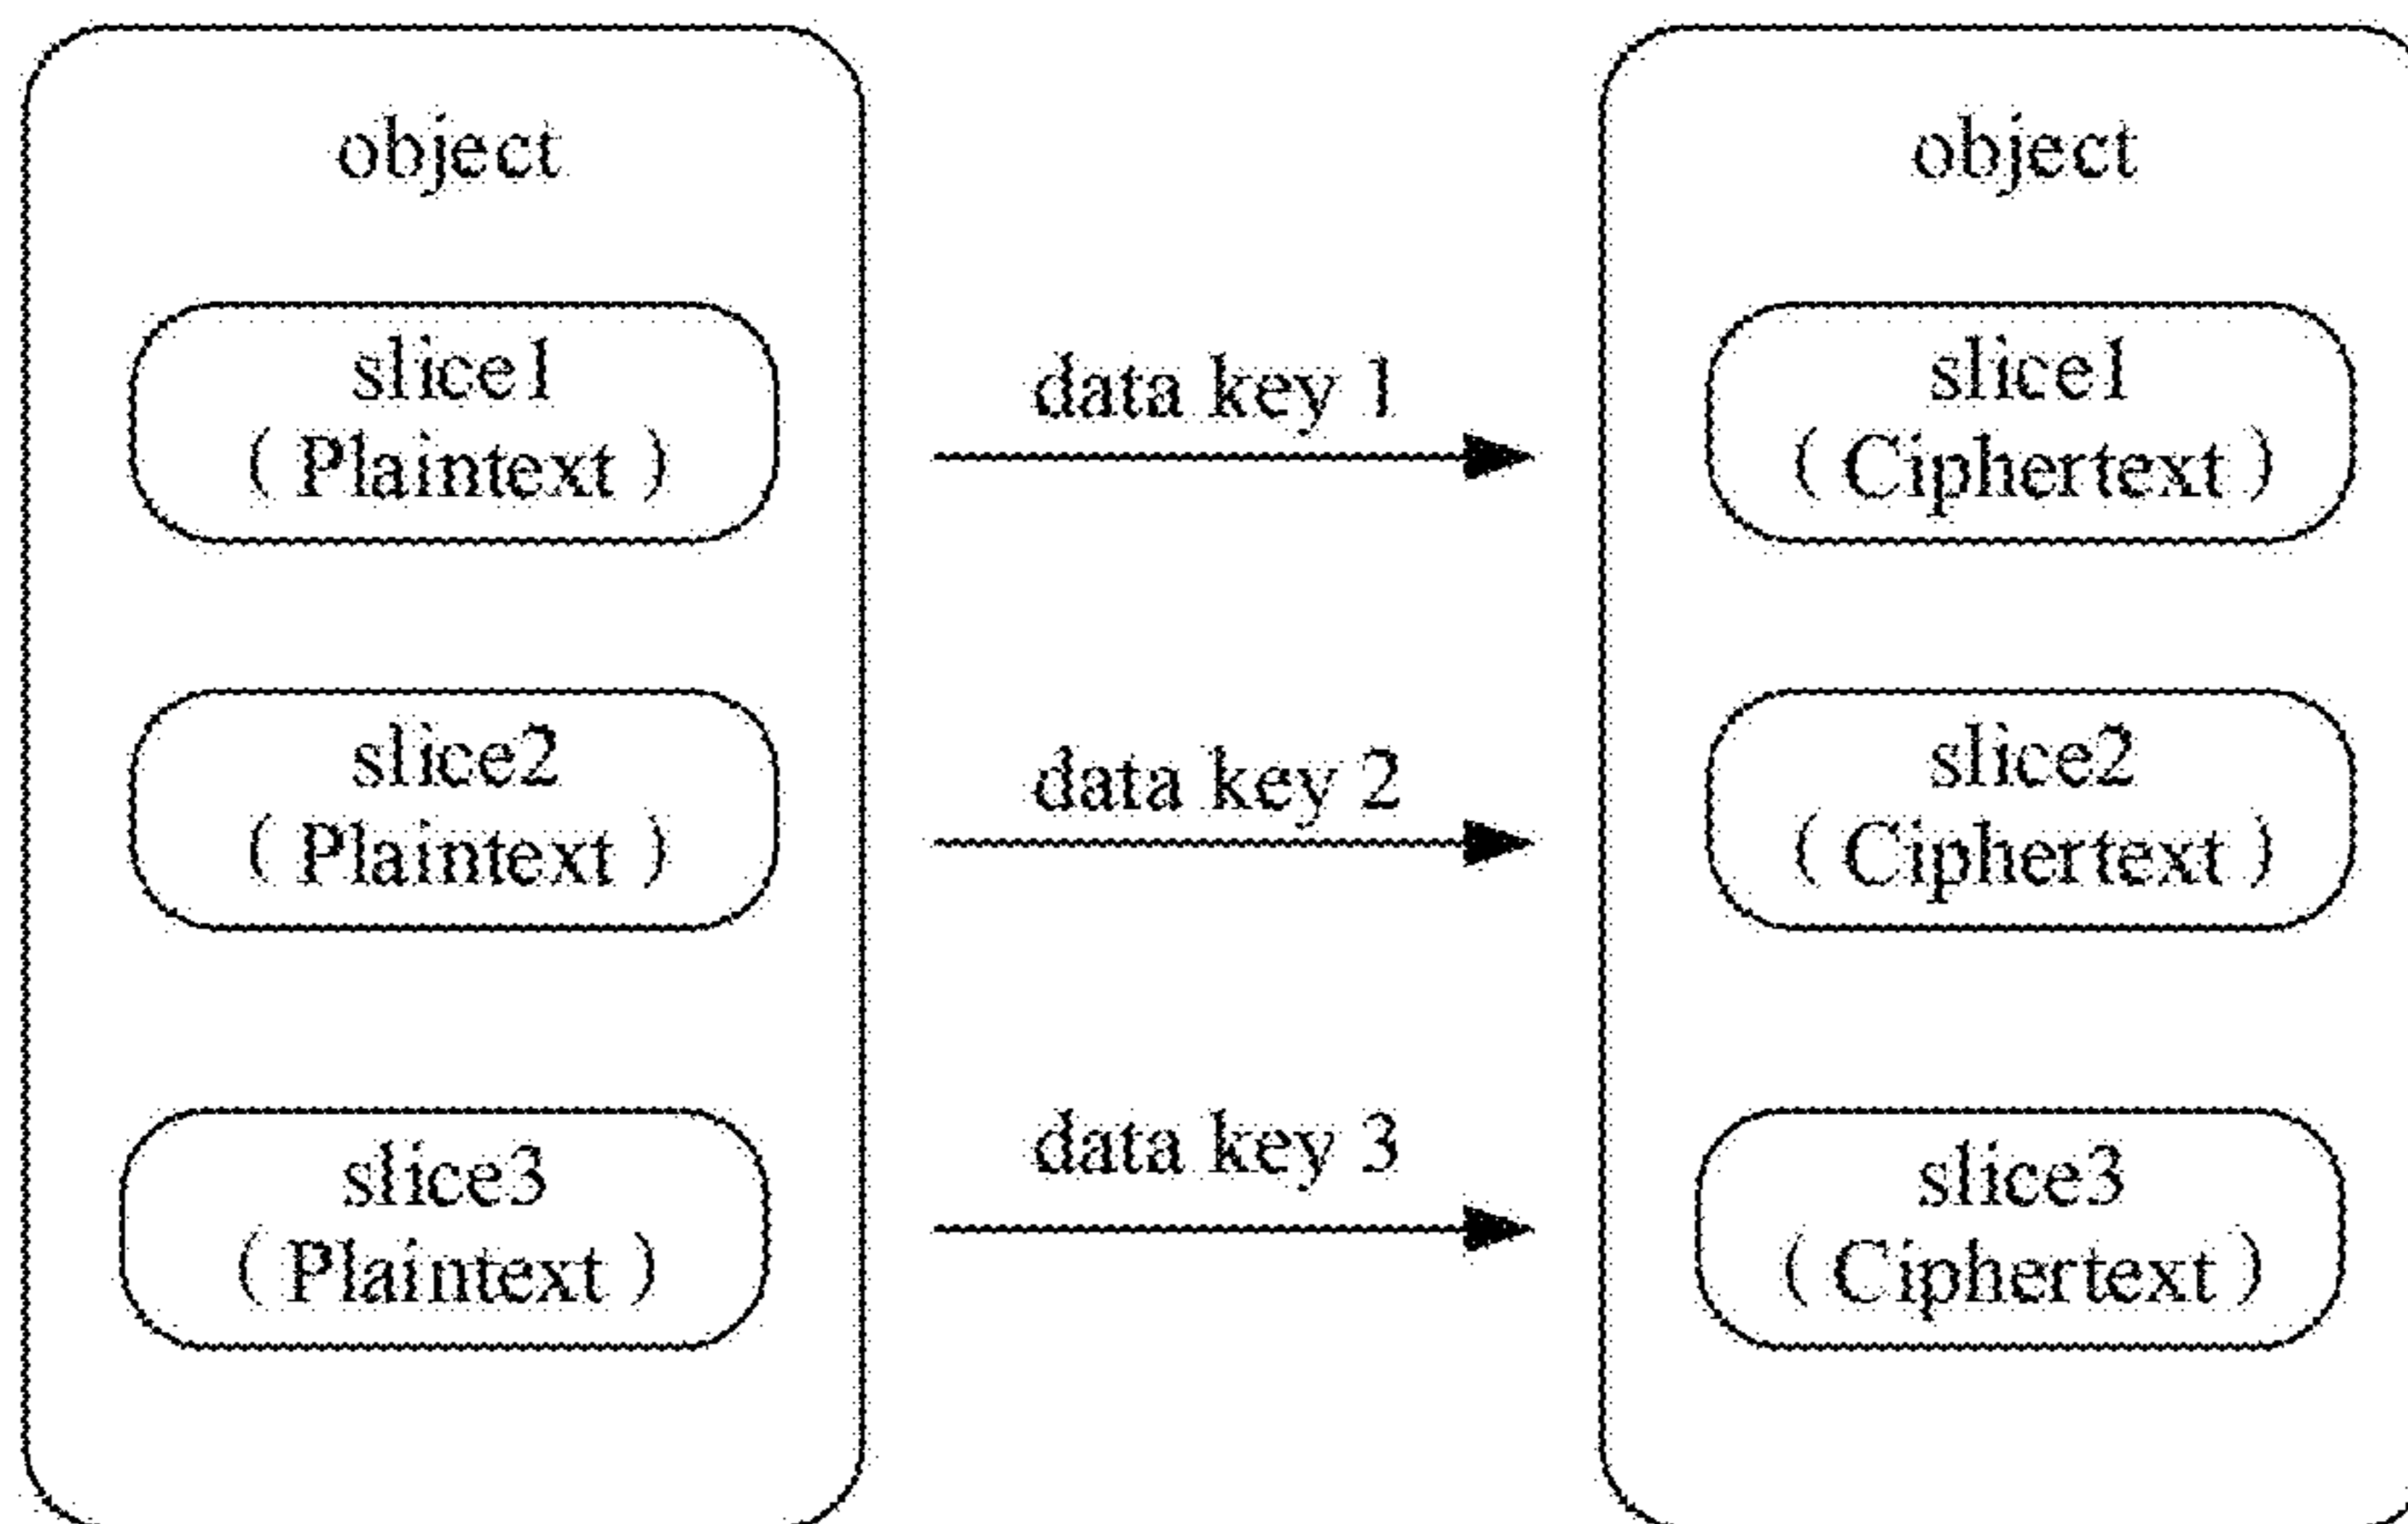 object
slice1
( Plaintext )
slice2
( Plaintext )
slice3
( Plaintext )
data key 1
data key 2
data key 3
object
slice1
( Ciphertext )
slice2
( Ciphertext )
slice3
( Ciphertext )